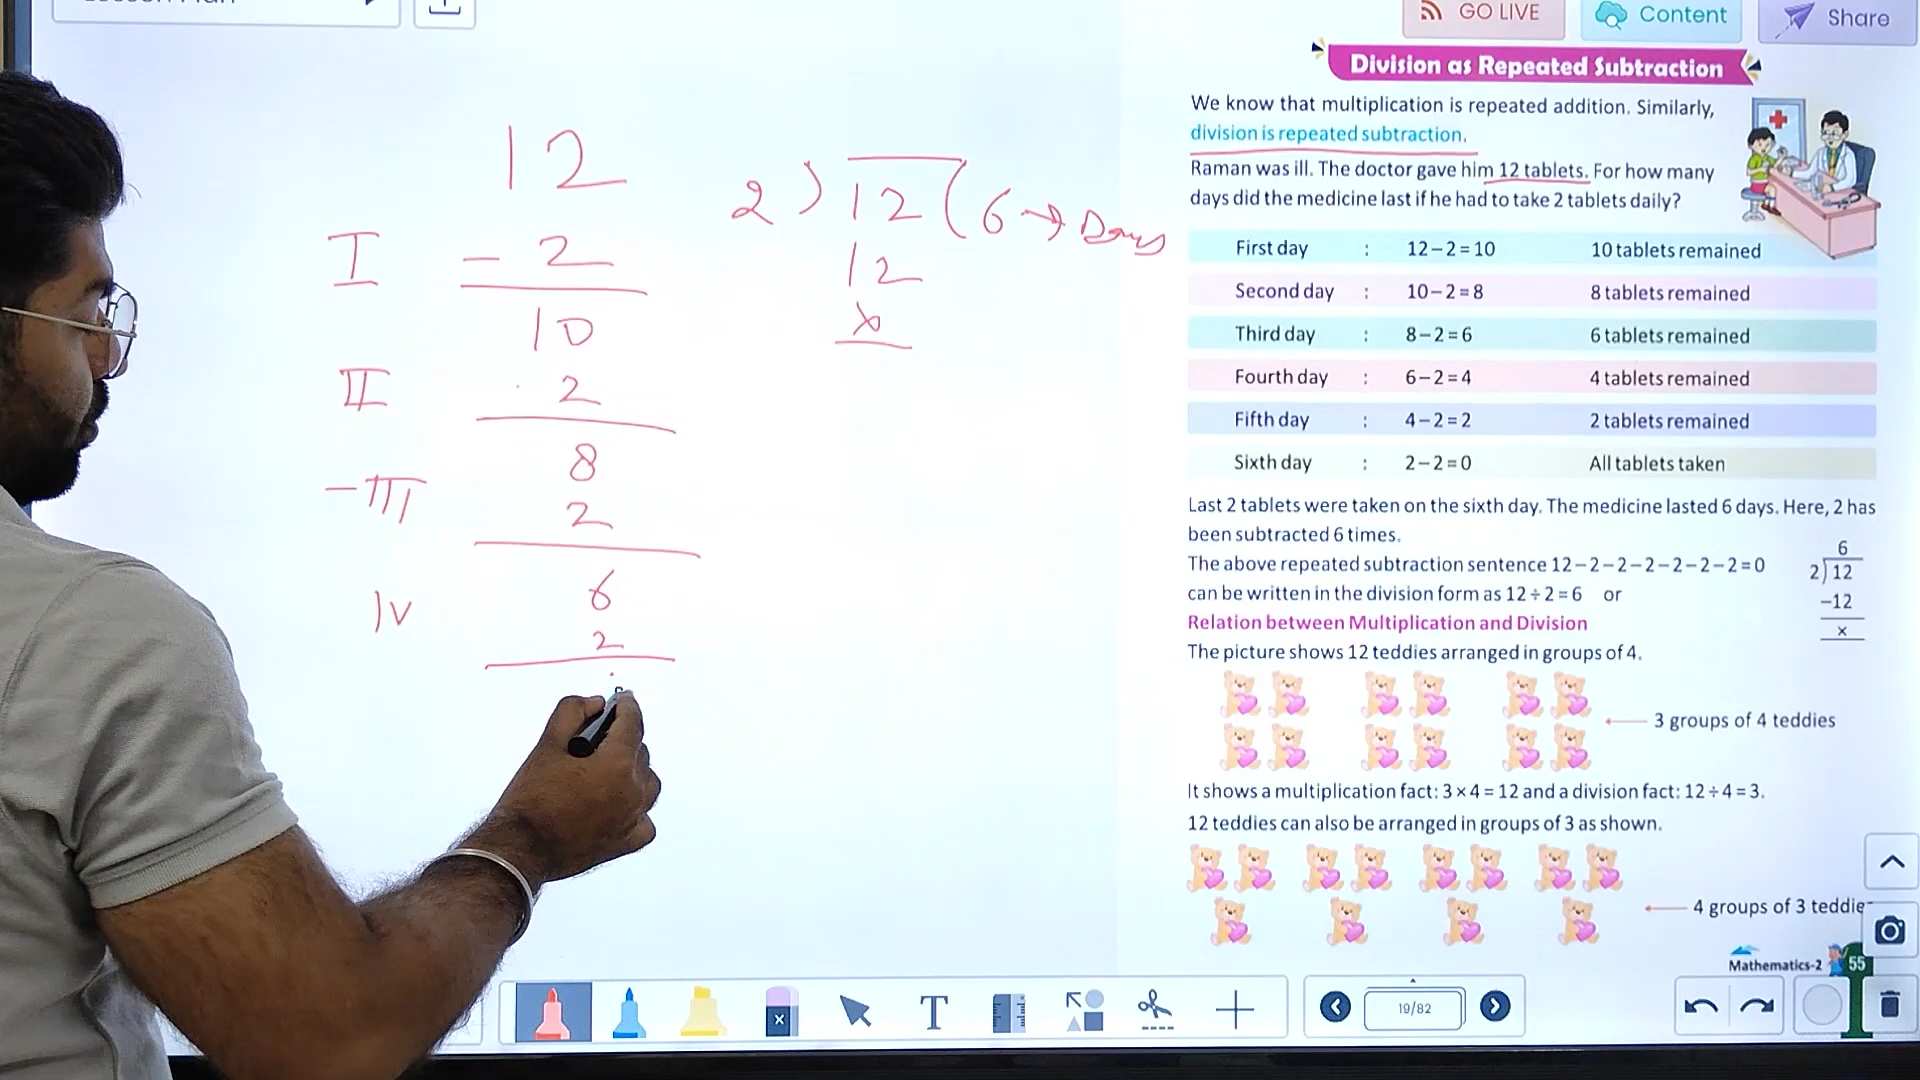 GO LIVE
Content
Share
12
2 ) 12 ( 6 → Days
I - 2
12
10
x
II 2
8
- III
2
IV 6
2
Division as Repeated Subtraction
We know that multiplication is repeated addition. Similarly,
division is repeated subtraction.
Raman was ill. The doctor gave him 12 tablets. For how many
days did the medicine last if he had to take 2 tablets daily?
First day : 12-2=10 10 tablets remained
Second day : 10-2=8 8 tablets remained
Third day : 8-2=6 6 tablets remained
Fourth day : 6-2=4 4 tablets remained
Fifth day : 4-2=2 2 tablets remained
Sixth day : 2-2=0 All tablets taken
Last 2 tablets were taken on the sixth day. The medicine lasted 6 days. Here, 2 has
been subtracted 6 times.
The above repeated subtraction sentence 12-2-2-2-2-2-2=0
can be written in the division form as 12÷2=6 or
6
2)12
-12
x
Relation between Multiplication and Division
The picture shows 12 teddies arranged in groups of 4.
3 groups of 4 teddies
It shows a multiplication fact: 3×4=12 and a division fact: 12÷4=3.
12 teddies can also be arranged in groups of 3 as shown.
4 groups of 3 teddie
Mathematics-2 55
T
19/82